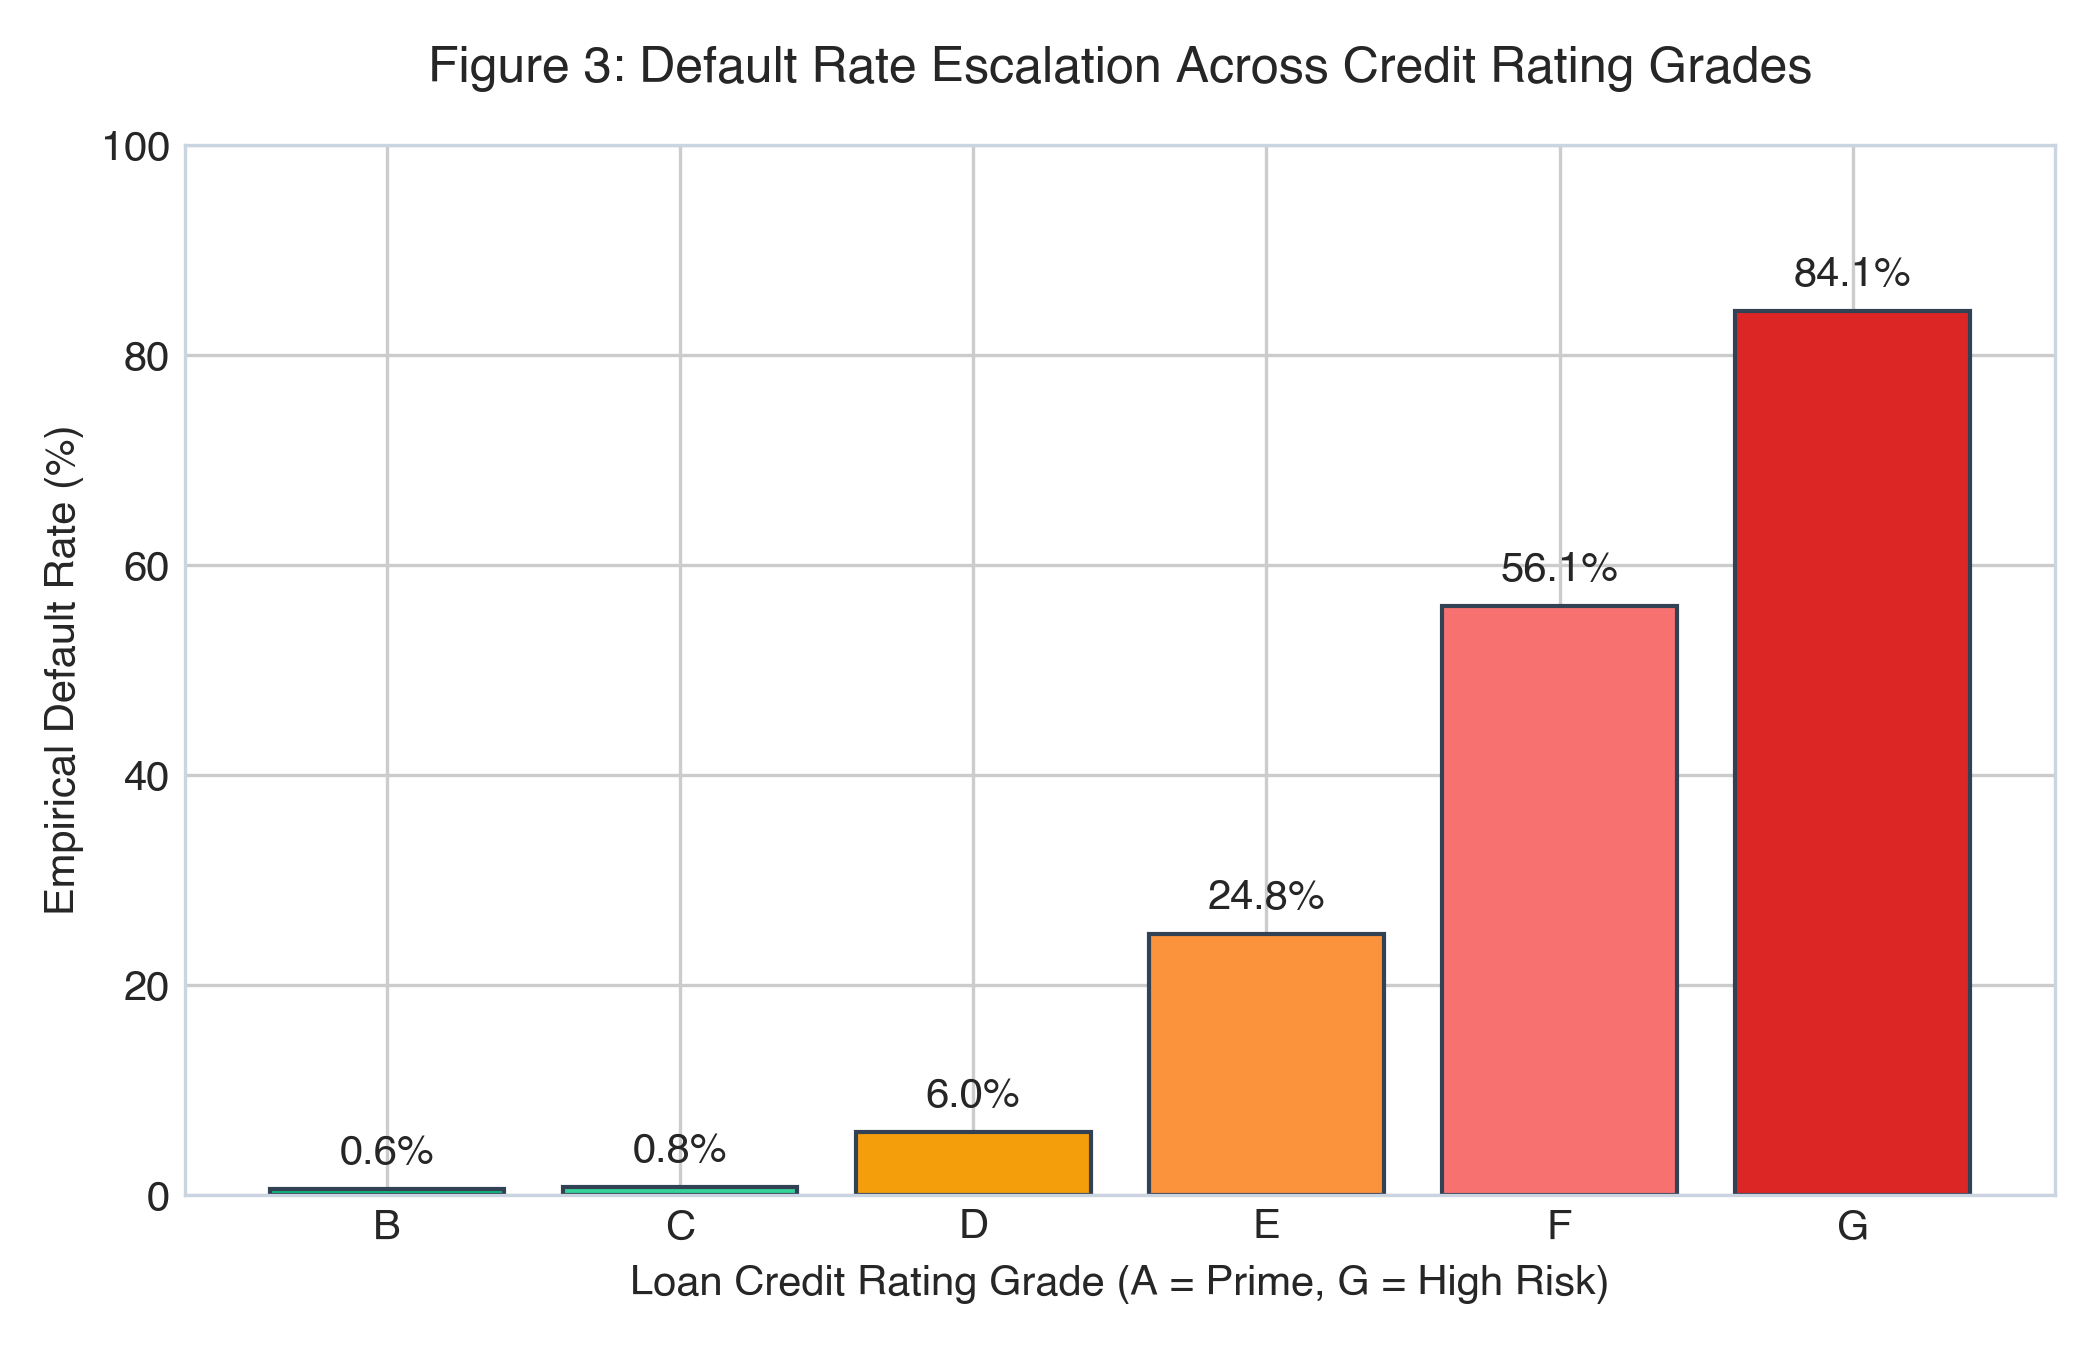 Figure 3: Default Rate Escalation Across Credit Rating Grades
Empirical Default Rate (%)
100
80
60
40
20
0
0.6%
0.8%
6.0%
24.8%
56.1%
84.1%
B
C
D
E
F
G
Loan Credit Rating Grade (A = Prime, G = High Risk)